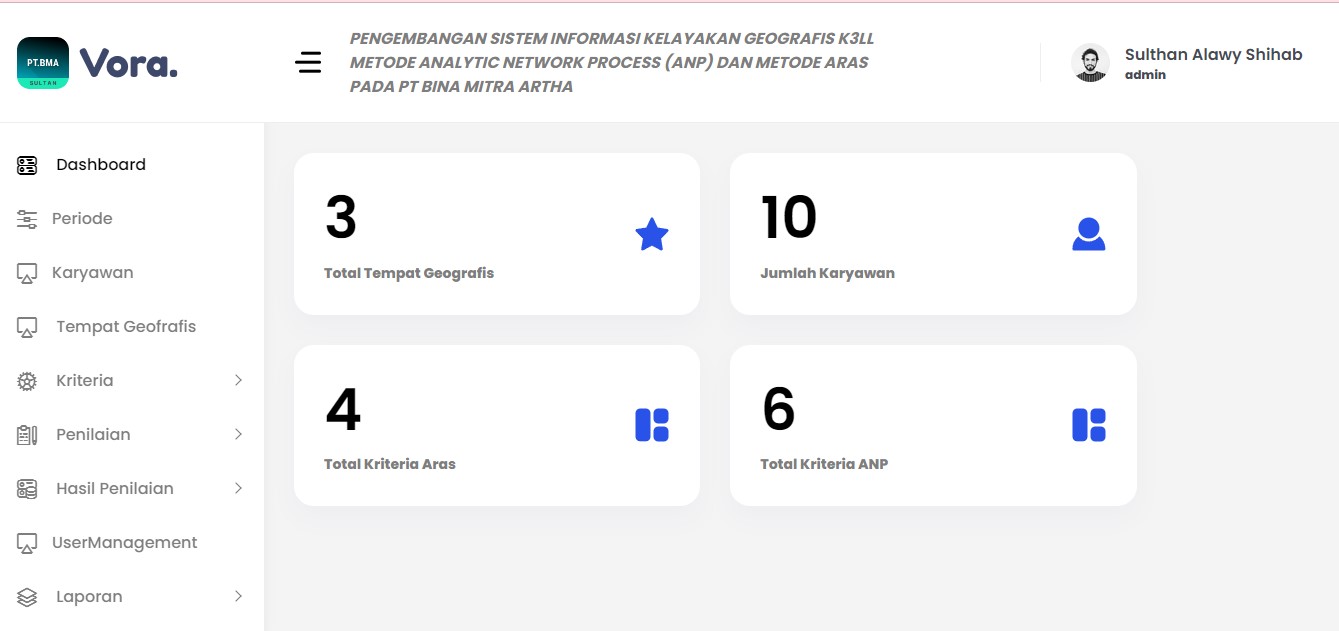 PT.BMA
SULTAN
Vora.
PENGEMBANGAN SISTEM INFORMASI KELAYAKAN GEOGRAFIS K3LL
METODE ANALYTIC NETWORK PROCESS (ANP) DAN METODE ARAS
PADA PT BINA MITRA ARTHA
Sulthan Alawy Shihab
admin
Dashboard
Periode
Karyawan
Tempat Geofrafis
Kriteria
Penilaian
Hasil Penilaian
UserManagement
Laporan
3
Total Tempat Geografis
10
Jumlah Karyawan
4
Total Kriteria Aras
6
Total Kriteria ANP